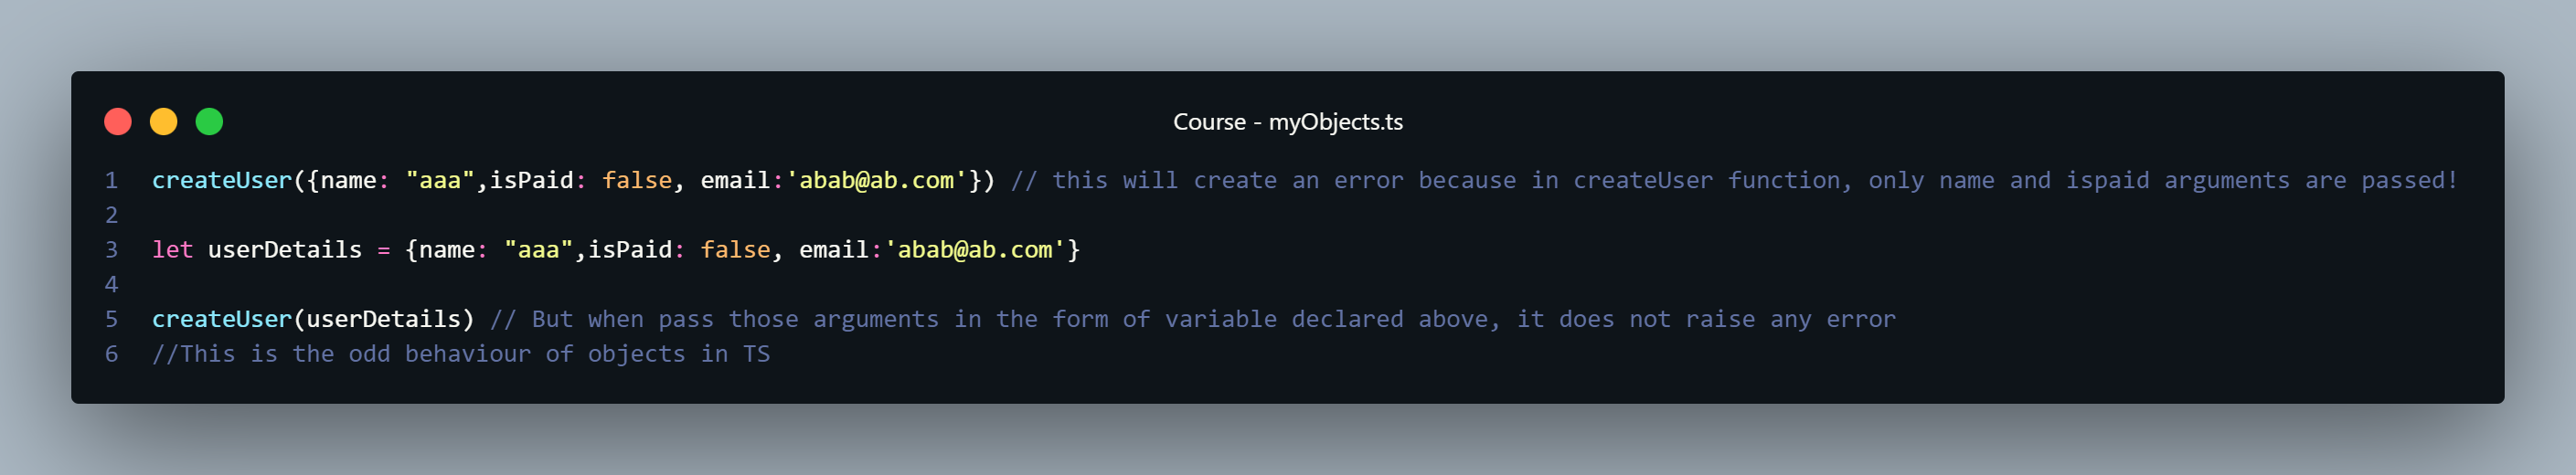 Course - myObjects.ts
1 createUser({name: "aaa",isPaid: false, email:'abab@ab.com'}) // this will create an error because in createUser function, only name and ispaid arguments are passed!
2
3 let userDetails = {name: "aaa",isPaid: false, email:'abab@ab.com'}
4
5 createUser(userDetails) // But when pass those arguments in the form of variable declared above, it does not raise any error
6 //This is the odd behaviour of objects in TS